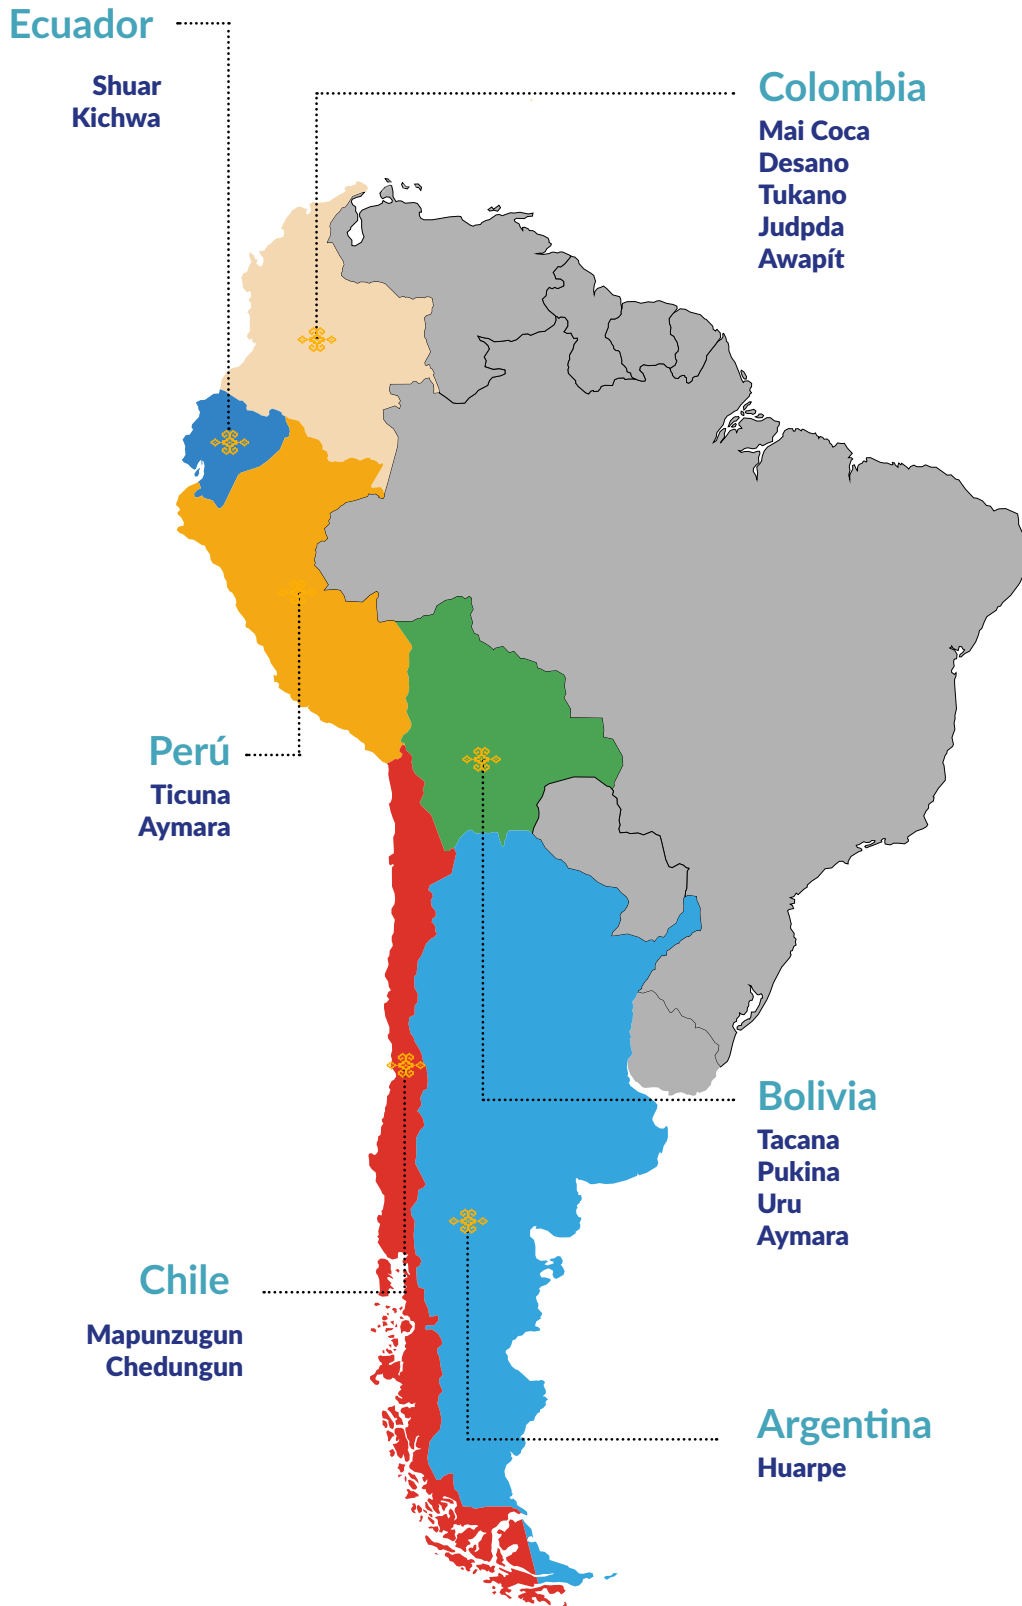 Ecuador
Shuar
Kichwa
Colombia
Mai Coca
Desano
Tukano
Judpda
Awapít
Perú
Ticuna
Aymara
Bolivia
Tacana
Pukina
Uru
Aymara
Chile
Mapunzugun
Chedungun
Argentina
Huarpe